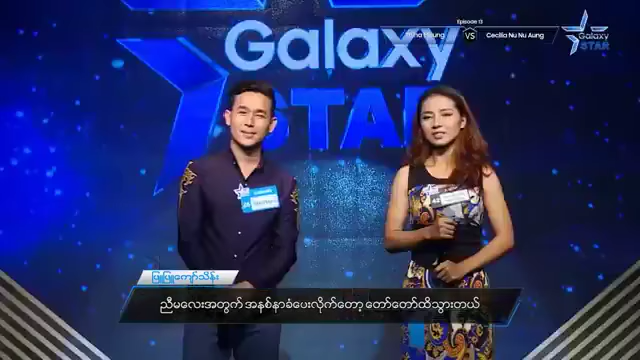 Episode 13
VS Cecilia Nu Nu Aung
Galaxy
STAR
Galaxy
STAR
ဖြူဖြူကျော်သိန်း
ညီမလေးအတွက် အနစ်နာခံပေးလိုက်တော့ တော်တော်ထိသွားတယ်